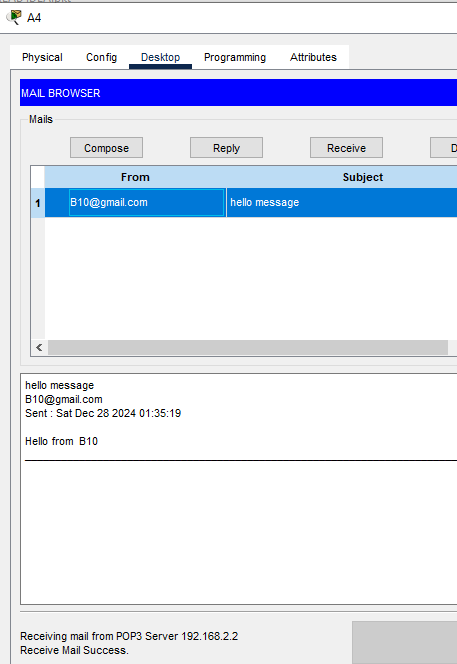 A4
Physical Config Desktop Programming Attributes
MAIL BROWSER
Mails
Compose Reply Receive D
From Subject
1 B10@gmail.com hello message
<
hello message
B10@gmail.com
Sent : Sat Dec 28 2024 01:35:19
Hello from  B10
Receiving mail from POP3 Server 192.168.2.2
Receive Mail Success.